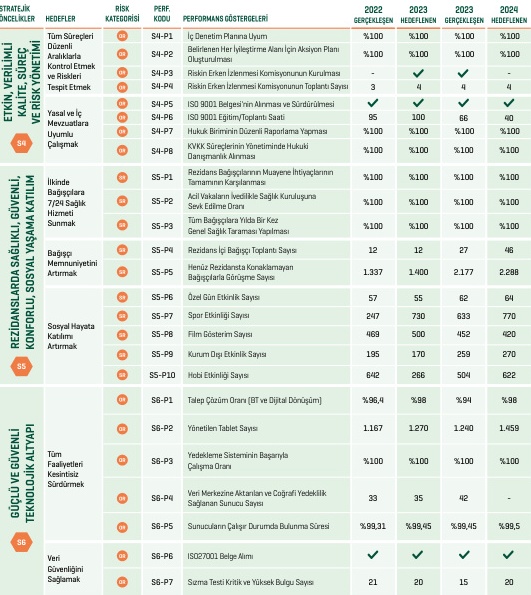 STRATEJİK ÖNCELİKLER HEDEFLER RİSK KATEGORİSİ PERF. KODU PERFORMANS GÖSTERGELERİ 2022 GERÇEKLEŞEN 2023 HEDEFLENEN 2023 GERÇEKLEŞEN 2024 HEDEFLENEN
ETKİN, VERİMLİ KALİTE, SÜREÇ VE RİSK YÖNETİMİ
S4
Tüm Süreçleri Düzenli Aralıklarla Kontrol Etmek ve Riskleri Tespit Etmek
OR S4-P1 İç Denetim Planına Uyum %100 %100 %100 %100
OR S4-P2 Belirlenen Her İyileştirme Alanı İçin Aksiyon Planı Oluşturulması %100 %100 %100 %100
OR S4-P3 Riskin Erken İzlenmesi Komisyonunun Kurulması - ✓ ✓ -
OR S4-P4 Riskin Erken İzlenmesi Komisyonunun Toplantı Sayısı 3 4 4 4
Yasal ve İç Mevzuatlara Uyumlu Çalışmak
OR S4-P5 ISO 9001 Belgesi'nin Alınması ve Sürdürülmesi ✓ ✓ ✓ ✓
OR S4-P6 ISO 9001 Eğitim/Toplantı Saati 95 100 66 40
OR S4-P7 Hukuk Biriminin Düzenli Raporlama Yapması %100 %100 %100 %100
OR S4-P8 KVKK Süreçlerinin Yönetiminde Hukuki Danışmanlık Alınması %100 %100 %100 %100
REZİDANSLARDA SAĞLIKLI, GÜVENLİ, KONFORLU, SOSYAL YAŞAMA KATILIM
S5
İlkinde Bağışçılara 7/24 Sağlık Hizmeti Sunmak
SR S5-P1 Rezidans Bağışçılarının Muayene İhtiyaçlarının Tamamının Karşılanması %100 %100 %100 %100
SR S5-P2 Acil Vakaların İvedilikle Sağlık Kuruluşuna Sevk Edilme Oranı %100 %100 %100 %100
SR S5-P3 Tüm Bağışçılara Yılda Bir Kez Genel Sağlık Taraması Yapılması %100 %100 %100 %100
Bağışçı Memnuniyetini Artırmak
SR S5-P4 Rezidans İçi Bağışçı Toplantı Sayısı 12 12 27 46
SR S5-P5 Henüz Rezidansta Konaklamayan Bağışçılarla Görüşme Sayısı 1.337 1.400 2.177 2.288
Sosyal Hayata Katılımı Artırmak
SR S5-P6 Özel Gün Etkinlik Sayısı 57 55 62 64
SR S5-P7 Spor Etkinliği Sayısı 247 730 633 770
SR S5-P8 Film Gösterim Sayısı 469 500 452 420
SR S5-P9 Kurum Dışı Etkinlik Sayısı 195 170 259 270
SR S5-P10 Hobi Etkinliği Sayısı 642 266 504 622
GÜÇLÜ VE GÜVENLİ TEKNOLOJİK ALTYAPI
S6
Tüm Faaliyetleri Kesintisiz Sürdürmek
OR S6-P1 Talep Çözüm Oranı (BT ve Dijital Dönüşüm) %96,4 %98 %94 %98
OR S6-P2 Yönetilen Tablet Sayısı 1.167 1.270 1.240 1.459
OR S6-P3 Yedekleme Sisteminin Başarıyla Çalışma Oranı %100 %100 %100 %100
OR S6-P4 Veri Merkezine Aktarılan ve Coğrafi Yedeklilik Sağlanan Sunucu Sayısı 33 35 42 -
OR S6-P5 Sunucuların Çalışır Durumda Bulunma Süresi %99,31 %99,45 %99,45 %99,5
Veri Güvenliğini Sağlamak
OR S6-P6 ISO27001 Belge Alımı ✓ ✓ ✓ ✓
OR S6-P7 Sızma Testi Kritik ve Yüksek Bulgu Sayısı 21 20 15 20